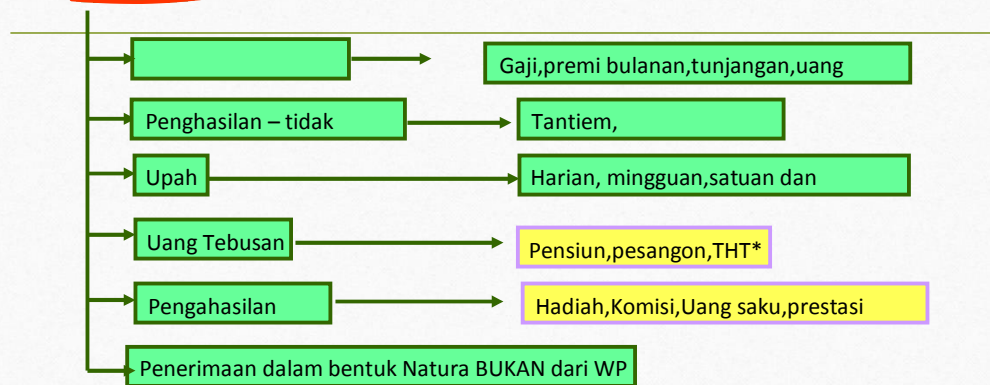 Gaji,premi bulanan,tunjangan,uang
Penghasilan – tidak
Tantiem,
Upah
Harian, mingguan,satuan dan
Uang Tebusan
Pensiun,pesangon,THT*
Pengahasilan
Hadiah,Komisi,Uang saku,prestasi
Penerimaan dalam bentuk Natura BUKAN dari WP